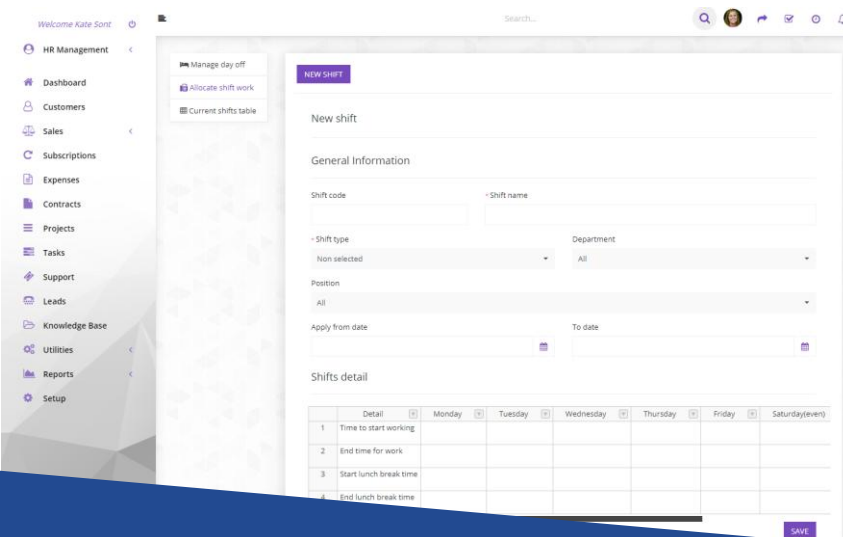 Welcome Kate Sont
Search...
HR Management
Dashboard
Customers
Sales
Subscriptions
Expenses
Contracts
Projects
Tasks
Support
Leads
Knowledge Base
Utilities
Reports
Setup
Manage day off
Allocate shift work
Current shifts table
NEW SHIFT
New shift
General Information
Shift code * Shift name
* Shift type Department
Non selected All
Position
All
Apply from date To date
Shifts detail
Detail Monday Tuesday Wednesday Thursday Friday Saturday(even)
1 Time to start working
2 End time for work
3 Start lunch break time
4 End lunch break time
SAVE